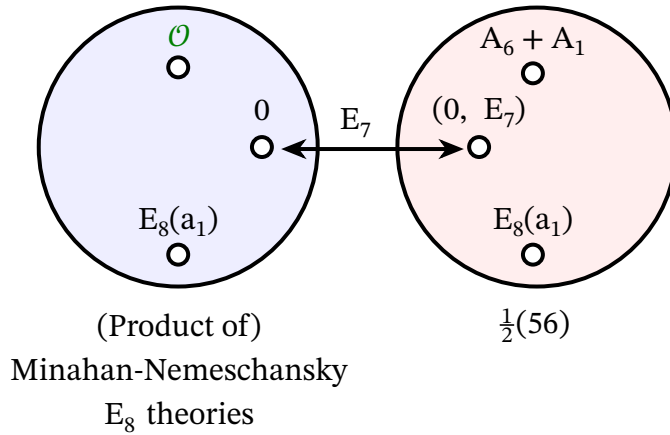 𝒪
A₆ + A₁
0
E₇
(0, E₇)
E₈(a₁)
E₈(a₁)
(Product of)
Minahan-Nemeschansky
E₈ theories
½(56)